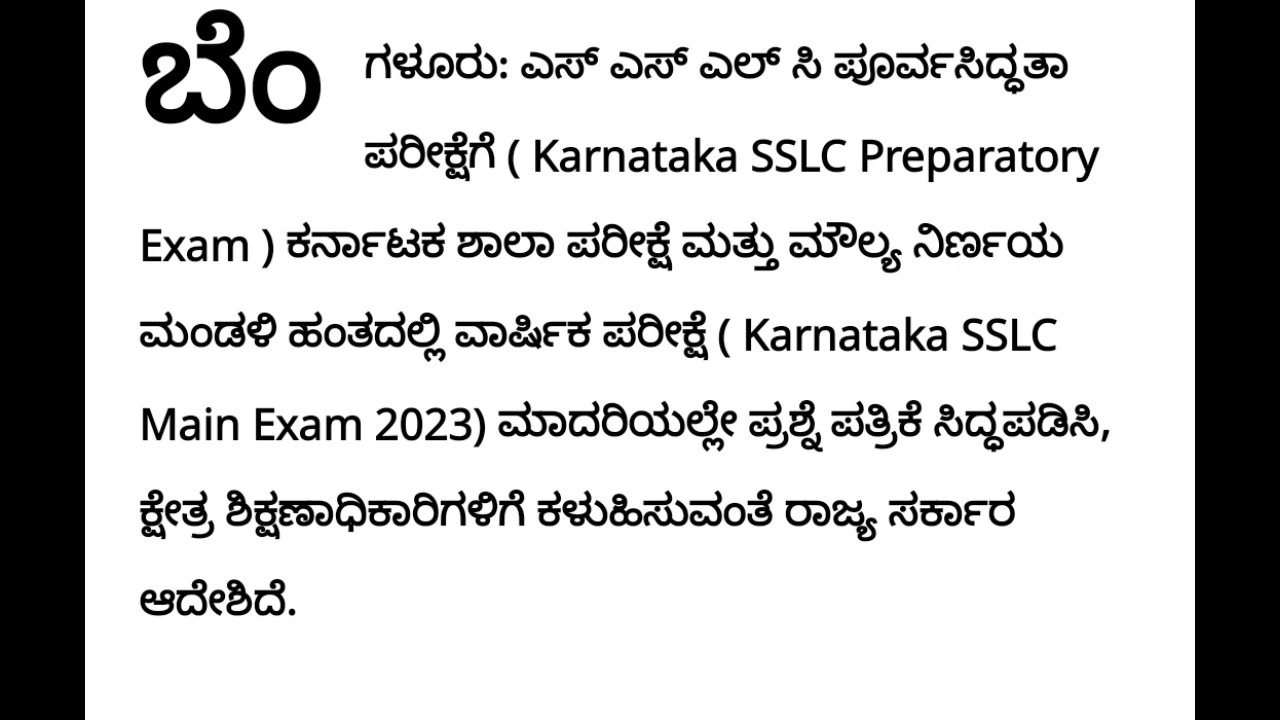 ಬೆಂಗಳೂರು: ಎಸ್ ಎಸ್ ಎಲ್ ಸಿ ಪೂರ್ವಸಿದ್ಧತಾ
ಪರೀಕ್ಷೆಗೆ ( Karnataka SSLC Preparatory
Exam ) ಕರ್ನಾಟಕ ಶಾಲಾ ಪರೀಕ್ಷೆ ಮತ್ತು ಮೌಲ್ಯ ನಿರ್ಣಯ
ಮಂಡಳಿ ಹಂತದಲ್ಲಿ ವಾರ್ಷಿಕ ಪರೀಕ್ಷೆ ( Karnataka SSLC
Main Exam 2023) ಮಾದರಿಯಲ್ಲೇ ಪ್ರಶ್ನೆ ಪತ್ರಿಕೆ ಸಿದ್ಧಪಡಿಸಿ,
ಕ್ಷೇತ್ರ ಶಿಕ್ಷಣಾಧಿಕಾರಿಗಳಿಗೆ ಕಳುಹಿಸುವಂತೆ ರಾಜ್ಯ ಸರ್ಕಾರ
ಆದೇಶಿದೆ.